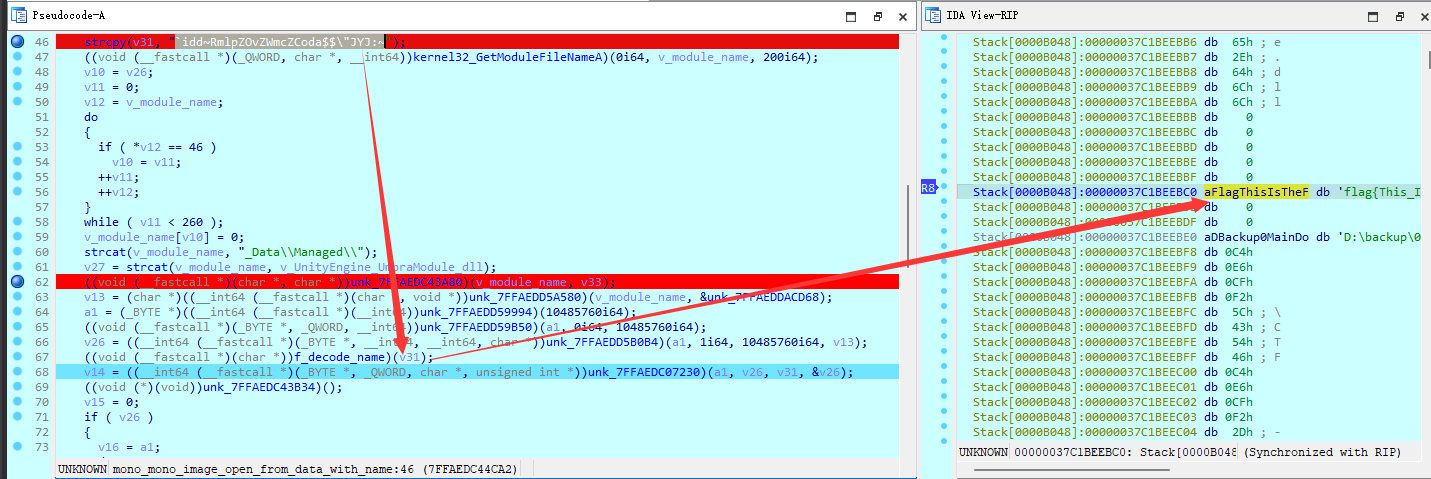 Pseudocode-A
46 strcpy(v31, "`idd~RmlpZOvZWmcZCoda$$\"JYJ:~");
47 ((void (__fastcall *)(_QWORD, char *, __int64))kernel32_GetModuleFileNameA)(0i64, v_module_name, 200i64);
48 v10 = v26;
49 v11 = 0;
50 v12 = v_module_name;
51 do
52 {
53 if ( *v12 == 46 )
54 v10 = v11;
55 ++v11;
56 ++v12;
57 }
58 while ( v11 < 260 );
59 v_module_name[v10] = 0;
60 strcat(v_module_name, "_Data\\Managed\\");
61 v27 = strcat(v_module_name, v_UnityEngine_UmbraModule_dll);
62 ((void (__fastcall *)(char *, char *))unk_7FFAEDC43A80)(v_module_name, v33);
63 v13 = (char *)((__int64 (__fastcall *)(char *, void *))unk_7FFAEDD5A580)(v_module_name, &unk_7FFAEDDACD68);
64 a1 = (_BYTE *)((__int64 (__fastcall *)(__int64))unk_7FFAEDD59994)(10485760i64);
65 ((void (__fastcall *)(_BYTE *, _QWORD, __int64))unk_7FFAEDD59B50)(a1, 0i64, 10485760i64);
66 v26 = ((__int64 (__fastcall *)(_BYTE *, __int64, __int64, char *))unk_7FFAEDD5B0B4)(a1, 1i64, 10485760i64, v13);
67 ((void (__fastcall *)(char *))f_decode_name)(v31);
68 v14 = ((__int64 (__fastcall *)(_BYTE *, _QWORD, char *, unsigned int *))unk_7FFAEDC07230)(a1, v26, v31, &v26);
69 ((void (*)(void))unk_7FFAEDC43B34)();
70 v15 = 0;
71 if ( v26 )
72 {
73 v16 = a1;
UNKNOWN mono_mono_image_open_from_data_with_name:46 (7FFAEDC44CA2)
IDA View-RIP
Stack[0000B048]:00000037C1BEEBB6 db 65h ; e
Stack[0000B048]:00000037C1BEEBB7 db 2Eh ; .
Stack[0000B048]:00000037C1BEEBB8 db 64h ; d
Stack[0000B048]:00000037C1BEEBB9 db 6Ch ; l
Stack[0000B048]:00000037C1BEEBBA db 6Ch ; l
Stack[0000B048]:00000037C1BEEBBB db 0
Stack[0000B048]:00000037C1BEEBBC db 0
Stack[0000B048]:00000037C1BEEBBD db 0
Stack[0000B048]:00000037C1BEEBBE db 0
Stack[0000B048]:00000037C1BEEBBF db 0
R8
Stack[0000B048]:00000037C1BEEBC0 aFlagThisIsTheF db 'flag{This_I
Stack[0000B048]: db 0
Stack[0000B048]:00000037C1BEEBDF db 0
Stack[0000B048]:00000037C1BEEBE0 aDBackup0MainDo db 'D:\backup\0
Stack[0000B048]:00000037C1BEEBF8 db 0C4h
Stack[0000B048]:00000037C1BEEBF9 db 0E6h
Stack[0000B048]:00000037C1BEEBFA db 0CFh
Stack[0000B048]:00000037C1BEEBFB db 0F2h
Stack[0000B048]:00000037C1BEEBFC db 5Ch ; \
Stack[0000B048]:00000037C1BEEBFD db 43h ; C
Stack[0000B048]:00000037C1BEEBFE db 54h ; T
Stack[0000B048]:00000037C1BEEBFF db 46h ; F
Stack[0000B048]:00000037C1BEEC00 db 0C4h
Stack[0000B048]:00000037C1BEEC01 db 0E6h
Stack[0000B048]:00000037C1BEEC02 db 0CFh
Stack[0000B048]:00000037C1BEEC03 db 0F2h
Stack[0000B048]:00000037C1BEEC04 db 2Dh ; -
UNKNOWN 00000037C1BEEBC0: Stack[0000B048 (Synchronized with RIP)